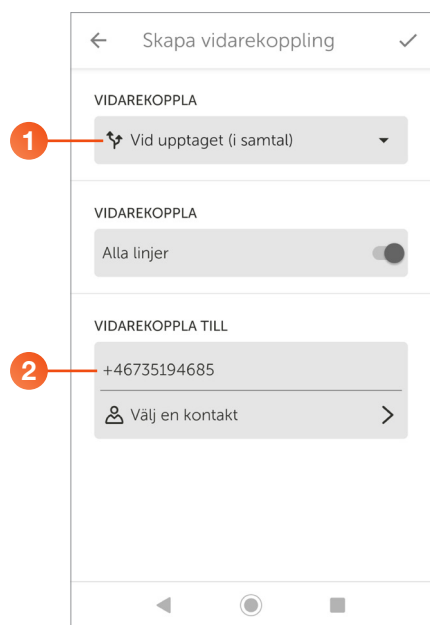 Skapa vidarekoppling
VIDAREKOPPLA
1
Vid upptaget (i samtal)
VIDAREKOPPLA
Alla linjer
VIDAREKOPPLA TILL
2
+46735194685
Välj en kontakt